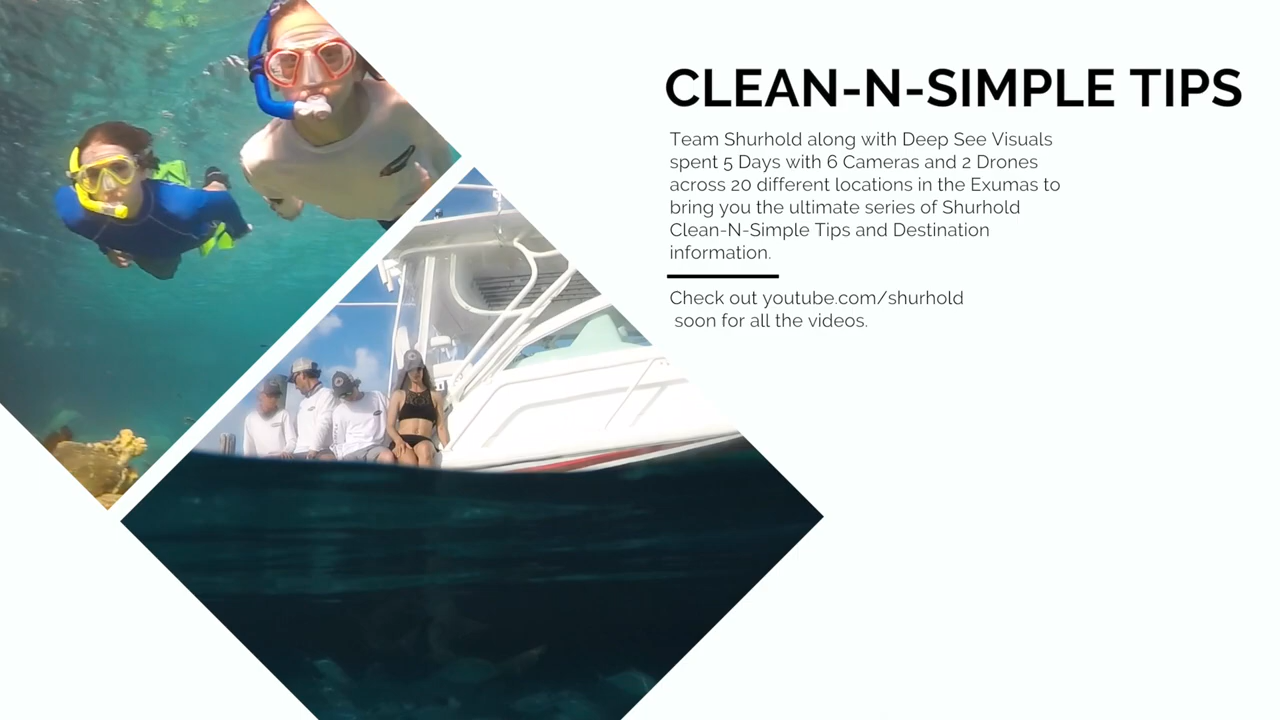 CLEAN-N-SIMPLE TIPS
Team Shurhold along with Deep See Visuals
spent 5 Days with 6 Cameras and 2 Drones
across 20 different locations in the Exumas to
bring you the ultimate series of Shurhold
Clean-N-Simple Tips and Destination
information.
Check out youtube.com/shurhold
soon for all the videos.